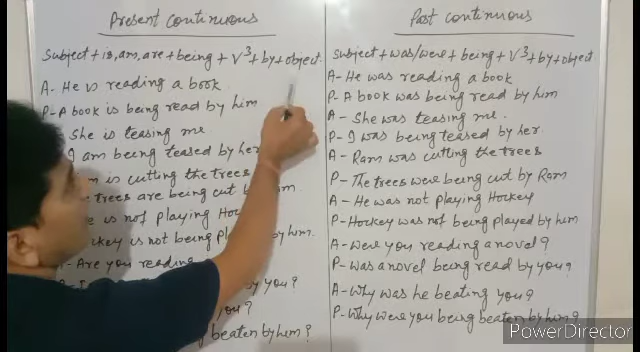 Present Continuous
Subject + is, am, are + being + V³ + by + object.
A- He is reading a book
P- A book is being read by him
She is teasing me
I am being teased by her
is cutting the trees
trees are being cut by
is not playing
is not being played by him.
A- Are you reading
by you?
you?
beaten by him?
Past Continuous
Subject + was/were + being + V³ + by + object
A- He was reading a book
P- A book was being read by him
A - She was teasing me.
P- I was being teased by her.
A- Ram was cutting the trees
P- The trees were being cut by Ram
A- He was not playing Hockey
P- Hockey was not being played by him
A- Were you reading a novel?
P- Was a novel being read by you?
A- Why was he beating you?
P- Why were you being beaten by him?
PowerDirector